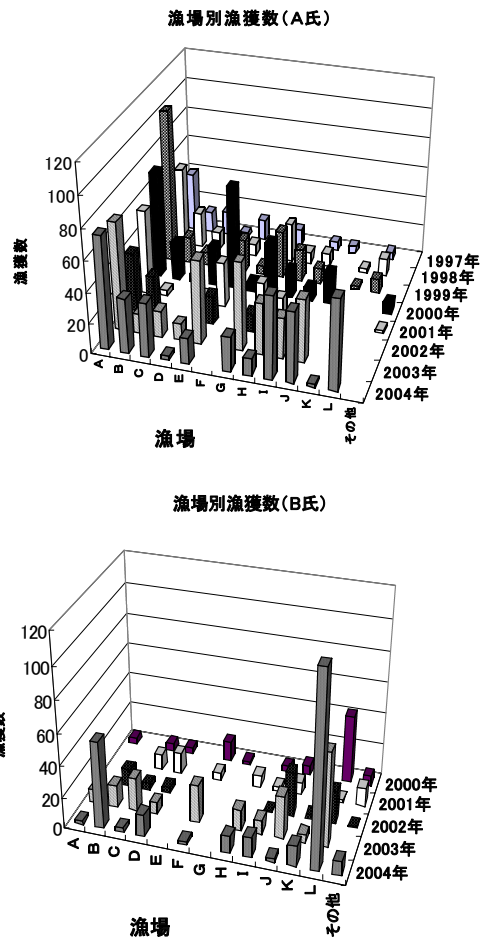 漁場別漁獲数(A氏)
120
100
80
60
40
20
0
漁獲数
A
B
C
D
E
F
G
H
I
J
K
L
その他
1997年
1998年
1999年
2000年
2001年
2002年
2003年
2004年
漁場
漁場別漁獲数(B氏)
120
100
80
60
40
20
0
漁獲数
A
B
C
D
E
F
G
H
I
J
K
L
その他
2000年
2001年
2002年
2003年
2004年
漁場